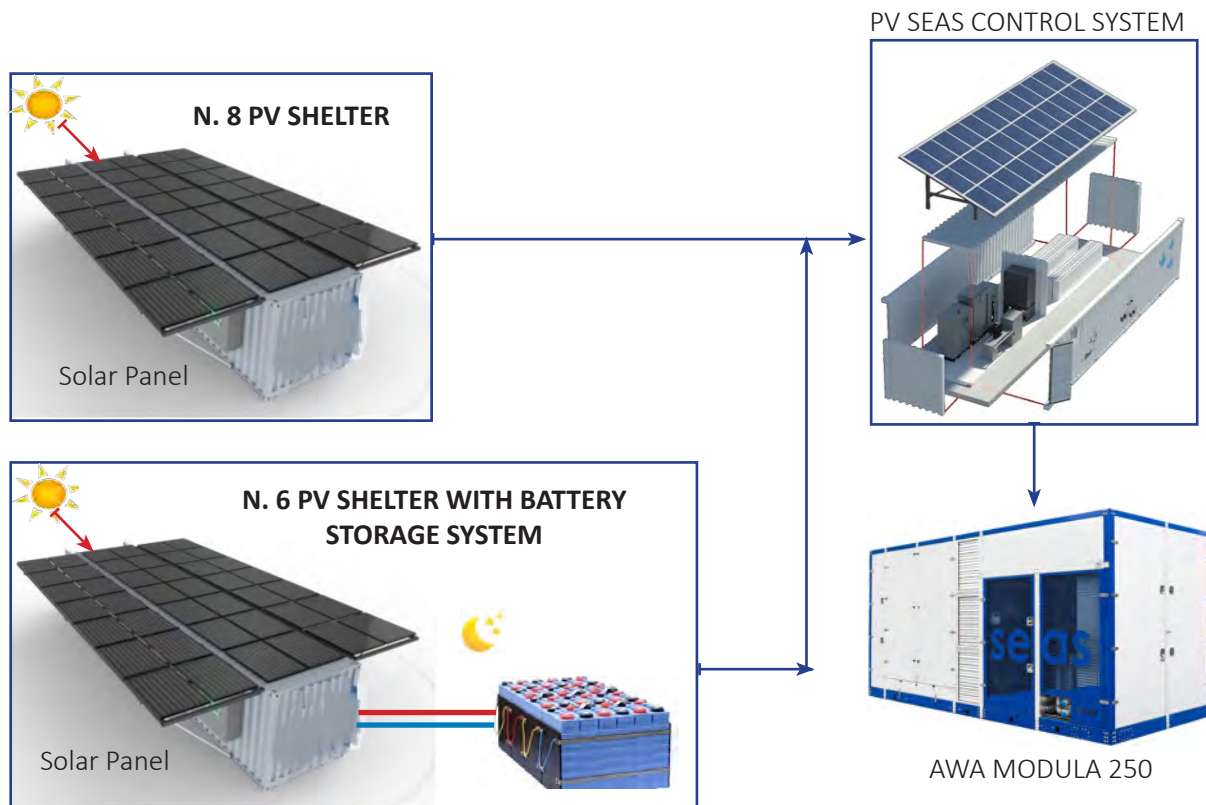 PV SEAS CONTROL SYSTEM
N. 8 PV SHELTER
Solar Panel
N. 6 PV SHELTER WITH BATTERY
STORAGE SYSTEM
Solar Panel
seas
AWA MODULA 250